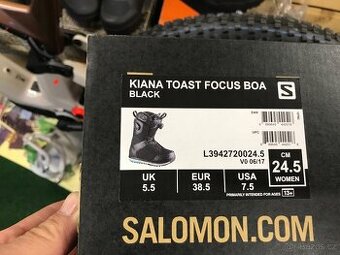 KIANA TOAST FOCUS BOA
BLACK
L3942720024.5
V0 06/17
CM
24.5
WOMEN
UK
5.5
EUR
38.5
USA
7.5
PRIMARILY INTENDED FOR AGES
13+
SALOMON.COM